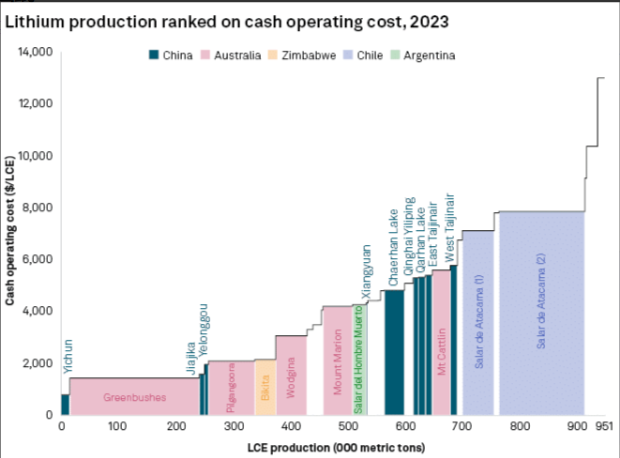 Lithium production ranked on cash operating cost, 2023
14,000
China Australia Zimbabwe Chile Argentina
12,000
10,000
8,000
6,000
4,000
2,000
0
Cash operating cost ($/LCE)
Yichun
Greenbushes
Jiajika
Yelonggou
Pilgangoora
Bikita
Wodgina
Mount Marion
Salar del Hombre Muerto
Xiangyuan
Chaerhan Lake
Qinghai Yiliping
Qarhan Lake
East Taijinair
Mt Cattlin
West Taijinair
Salar de Atacama (1)
Salar de Atacama (2)
0 100 200 300 400 500 600 700 800 900 951
LCE production (000 metric tons)